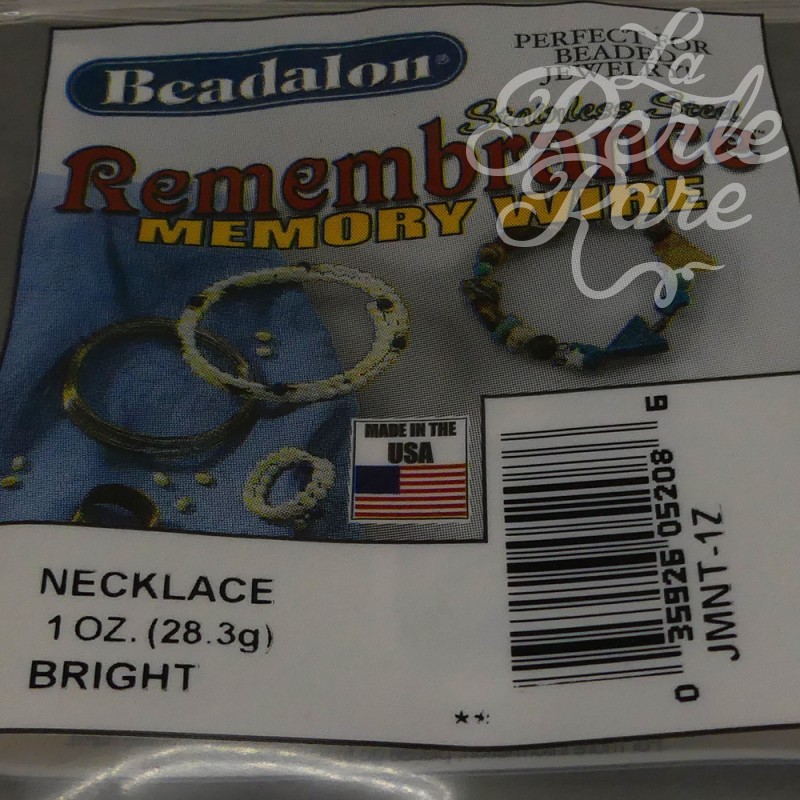 Beadalon®
PERFECT FOR
BEADED
JEWELRY
Stainless Steel
Remembrance™
MEMORY WIRE
La
Perle
Rare
MADE IN THE
USA
NECKLACE
1 OZ. (28.3g)
BRIGHT
0 35926 05208 6
JMNT-1Z